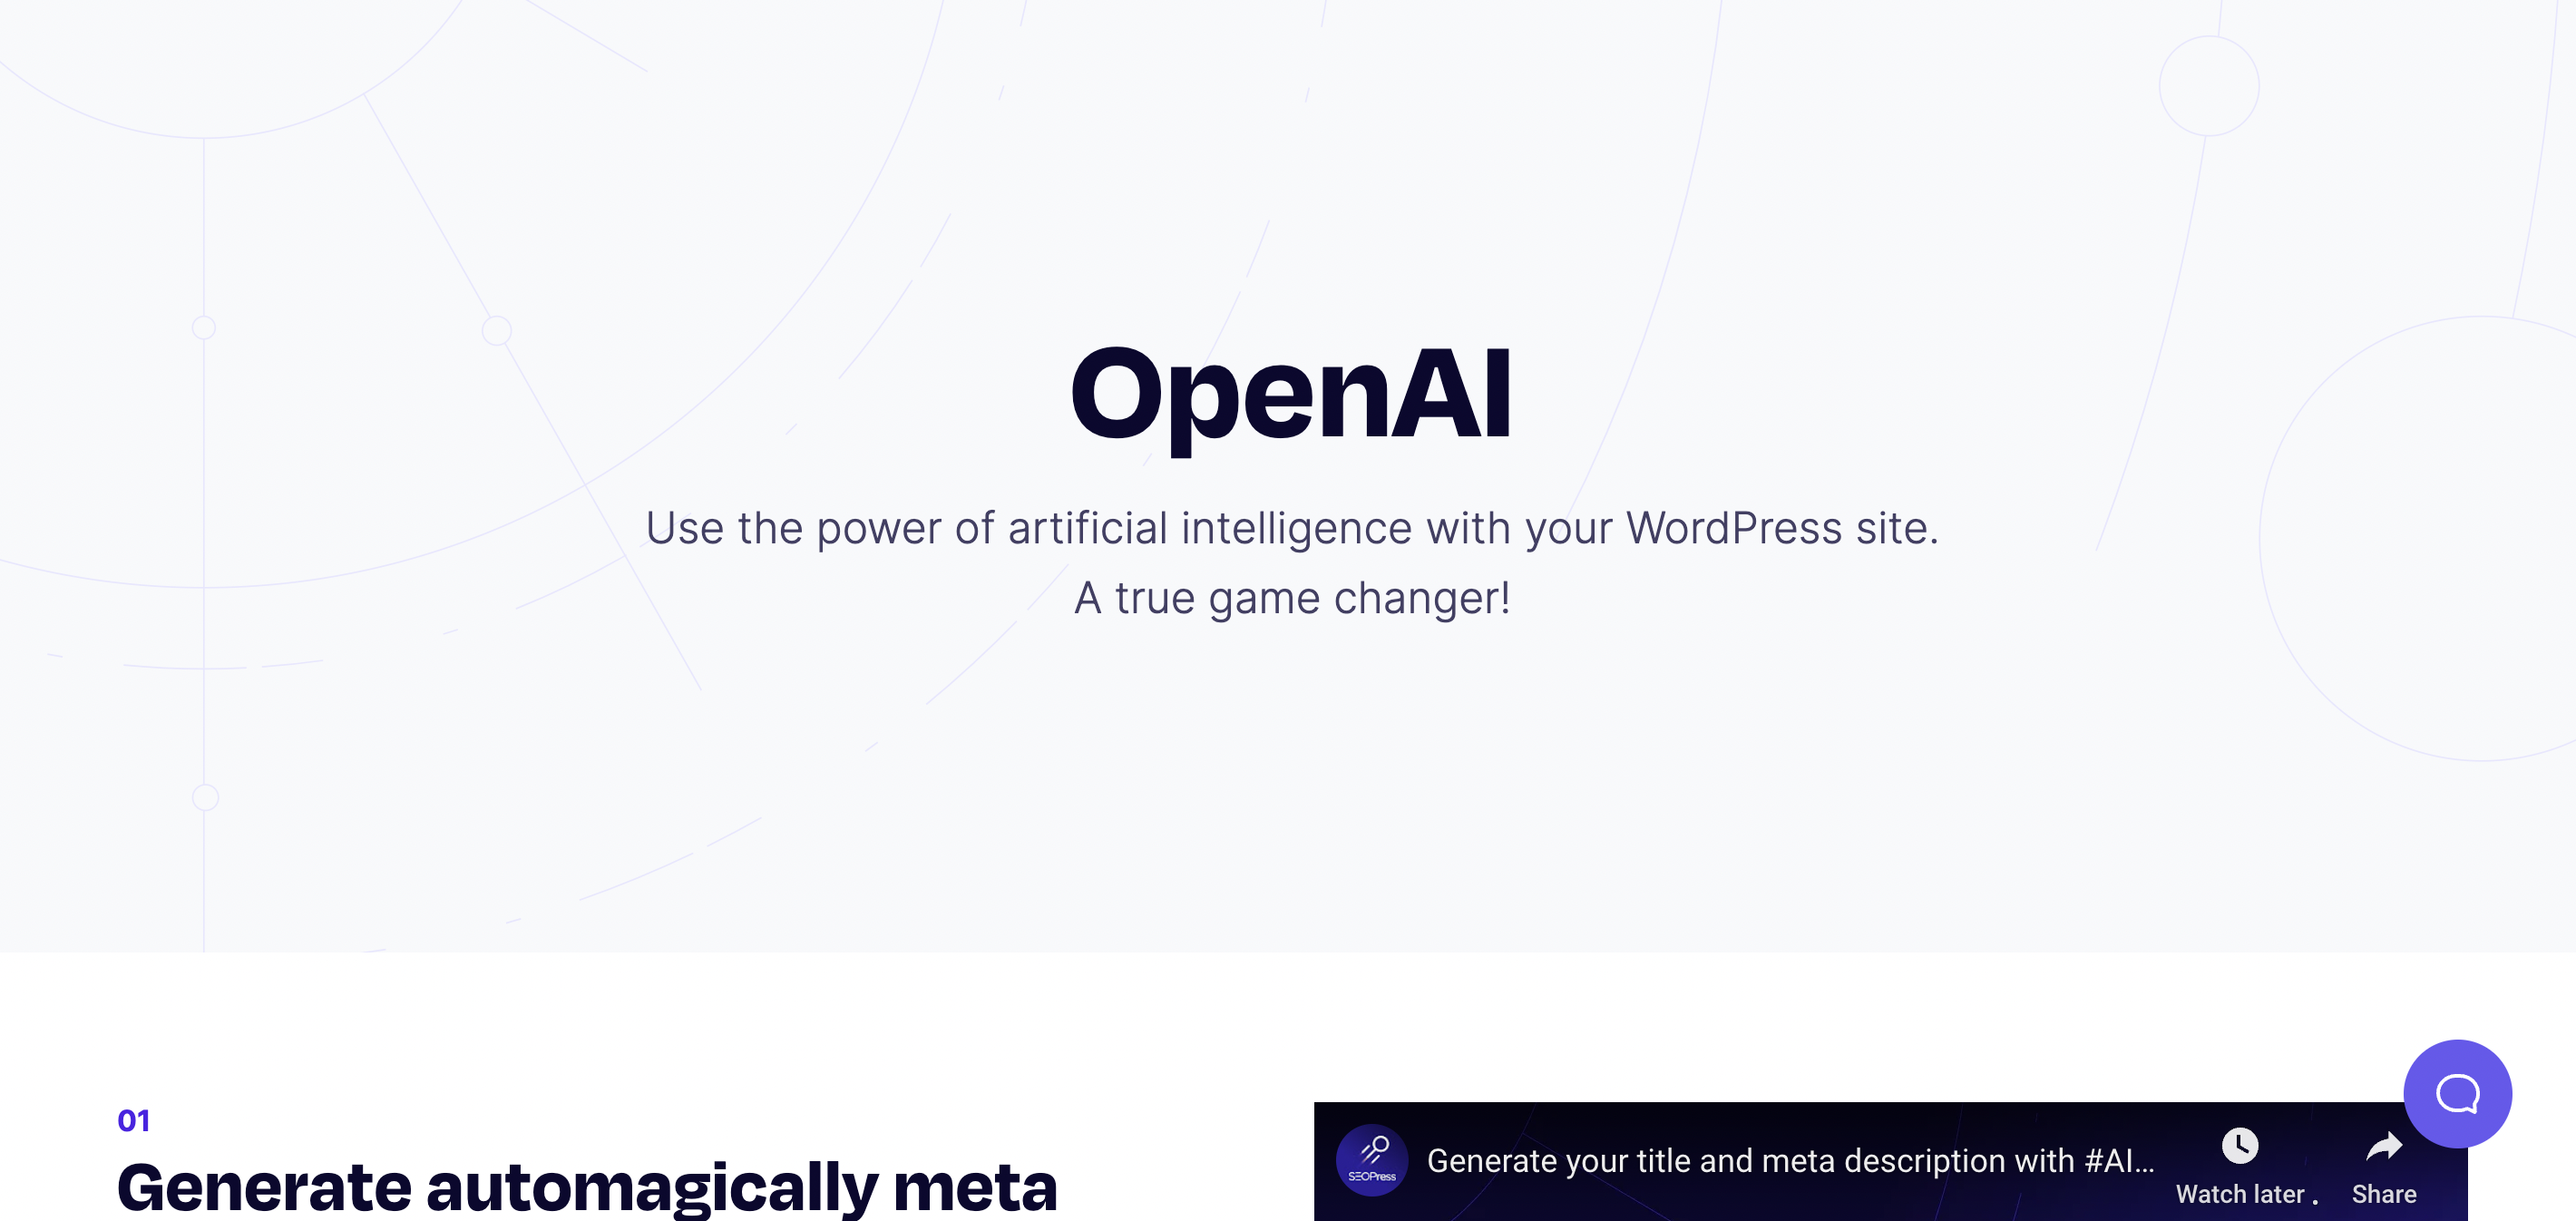 OpenAI
Use the power of artificial intelligence with your WordPress site.
A true game changer!
01
Generate automagically meta
SEOPress
Generate your title and meta description with #AI...
Watch later
Share